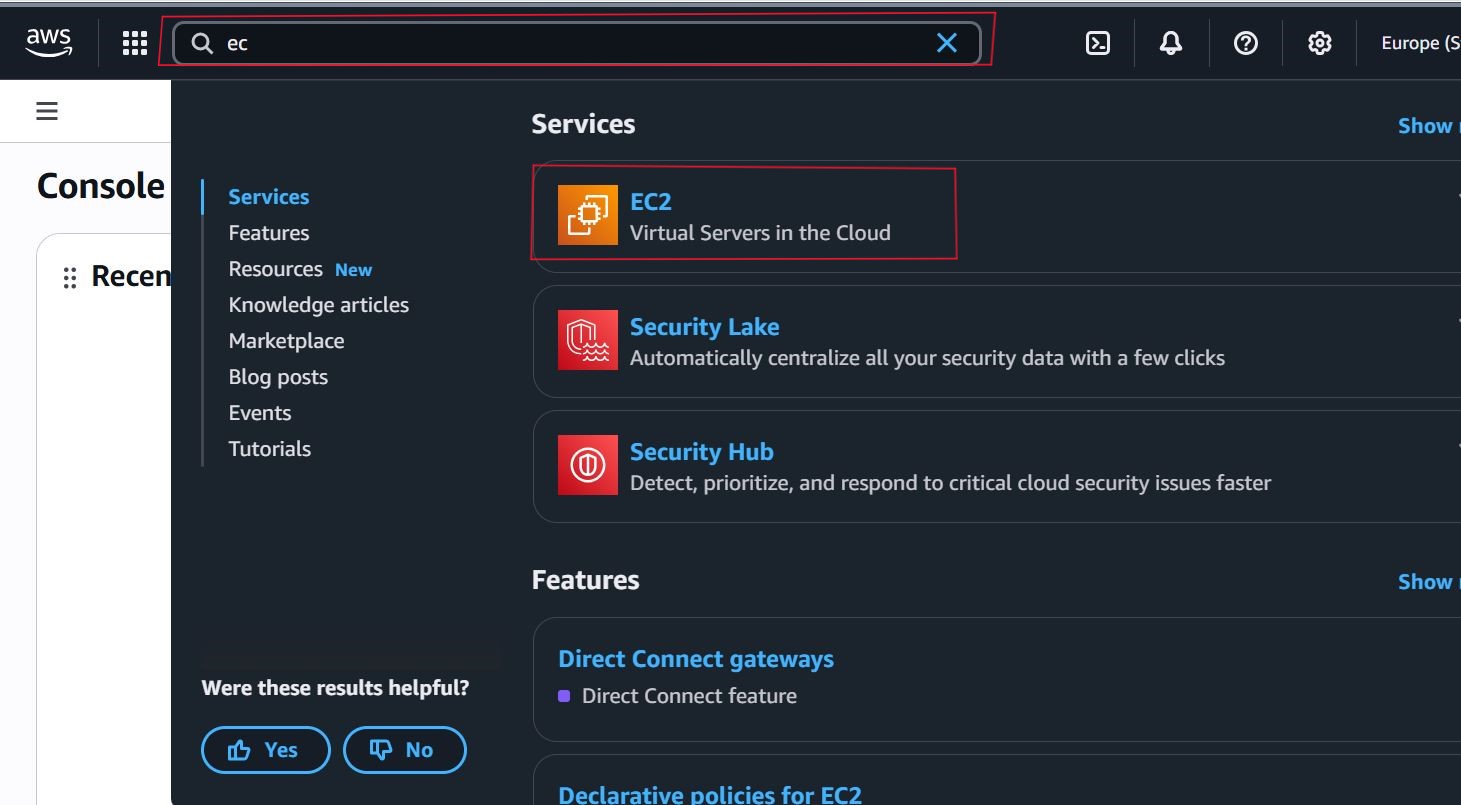 aws
ec
Europe (S
Console
Recen
Services
Features
Resources New
Knowledge articles
Marketplace
Blog posts
Events
Tutorials
Were these results helpful?
Yes
No
Services
Show
EC2
Virtual Servers in the Cloud
Security Lake
Automatically centralize all your security data with a few clicks
Security Hub
Detect, prioritize, and respond to critical cloud security issues faster
Features
Show
Direct Connect gateways
Direct Connect feature
Declarative policies for EC2